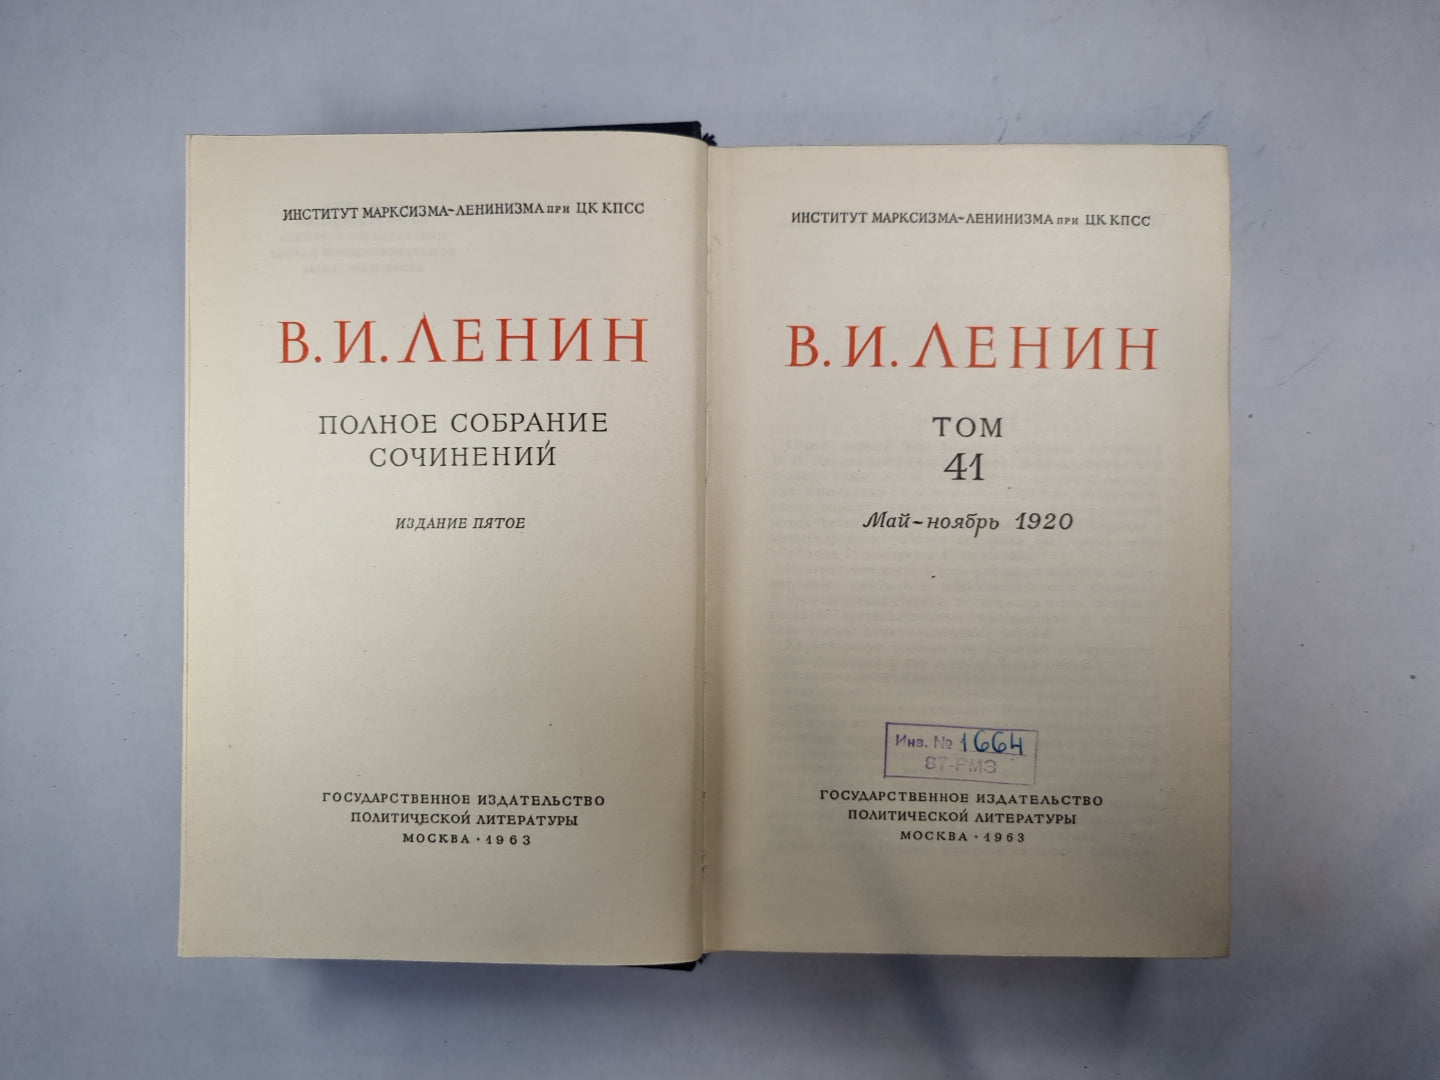 ИНСТИТУТ МАРКСИЗМА-ЛЕНИНИЗМА ПРИ ЦК КПСС
В. И. ЛЕНИН
ПОЛНОЕ СОБРАНИЕ
СОЧИНЕНИЙ
ИЗДАНИЕ ПЯТОЕ
ГОСУДАРСТВЕННОЕ ИЗДАТЕЛЬСТВО
ПОЛИТИЧЕСКОЙ ЛИТЕРАТУРЫ
МОСКВА · 1963
ИНСТИТУТ МАРКСИЗМА-ЛЕНИНИЗМА ПРИ ЦК КПСС
В. И. ЛЕНИН
ТОМ
41
Май-ноябрь 1920
Инв. № 1664
87-РМЗ
ГОСУДАРСТВЕННОЕ ИЗДАТЕЛЬСТВО
ПОЛИТИЧЕСКОЙ ЛИТЕРАТУРЫ
МОСКВА · 1963